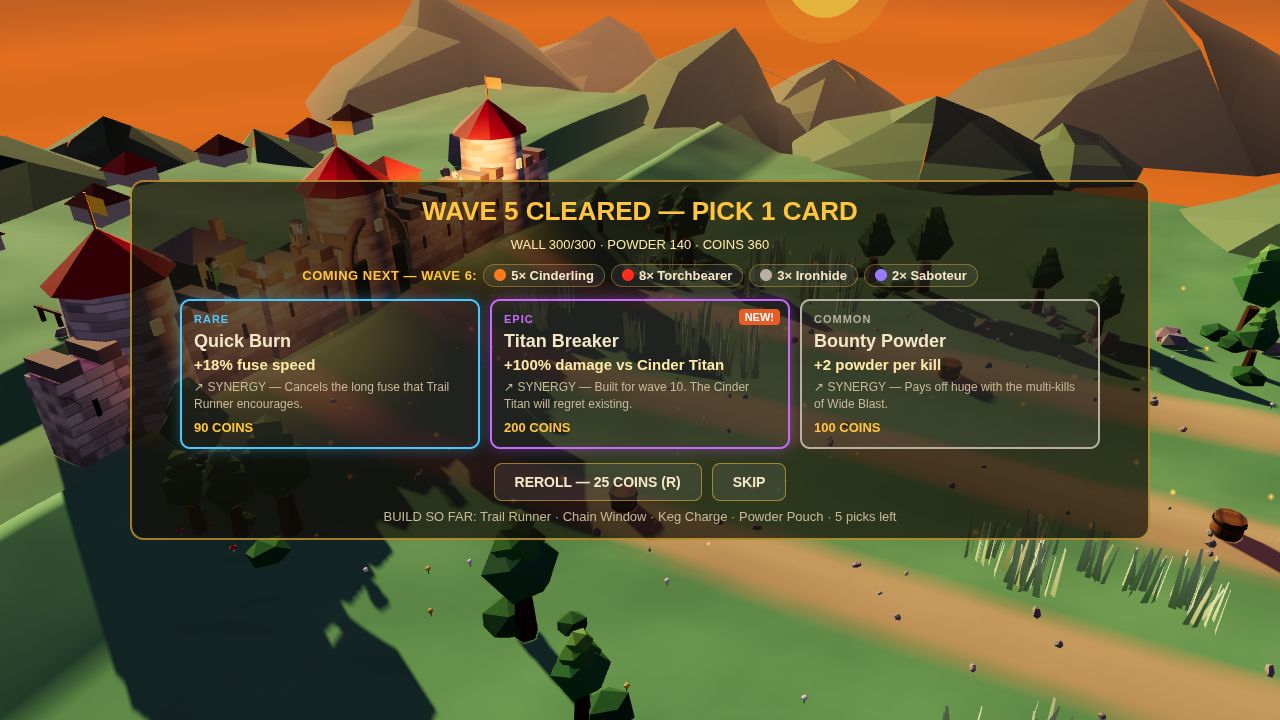 WAVE 5 CLEARED — PICK 1 CARD
WALL 300/300 · POWDER 140 · COINS 360
COMING NEXT — WAVE 6: 5× Cinderling 8× Torchbearer 3× Ironhide 2× Saboteur
RARE
Quick Burn
+18% fuse speed
↗ SYNERGY — Cancels the long fuse that Trail
Runner encourages.
90 COINS
EPIC
NEW!
Titan Breaker
+100% damage vs Cinder Titan
↗ SYNERGY — Built for wave 10. The Cinder
Titan will regret existing.
200 COINS
COMMON
Bounty Powder
+2 powder per kill
↗ SYNERGY — Pays off huge with the multi-kills
of Wide Blast.
100 COINS
REROLL — 25 COINS (R)
SKIP
BUILD SO FAR: Trail Runner · Chain Window · Keg Charge · Powder Pouch · 5 picks left